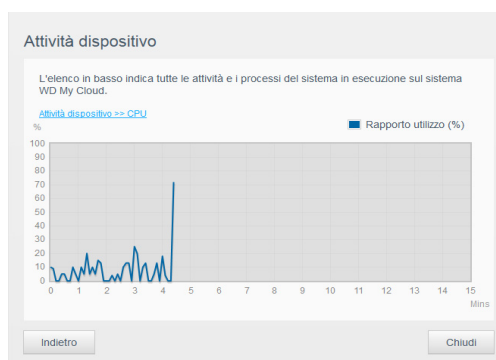 Attività dispositivo
L'elenco in basso indica tutte le attività e i processi del sistema in esecuzione sul sistema
WD My Cloud.
Attività dispositivo >> CPU
%
Rapporto utilizzo (%)
100
90
80
70
60
50
40
30
20
10
0
0 1 2 3 4 5 6 7 8 9 10 11 12 13 14 15
Mins
Indietro
Chiudi